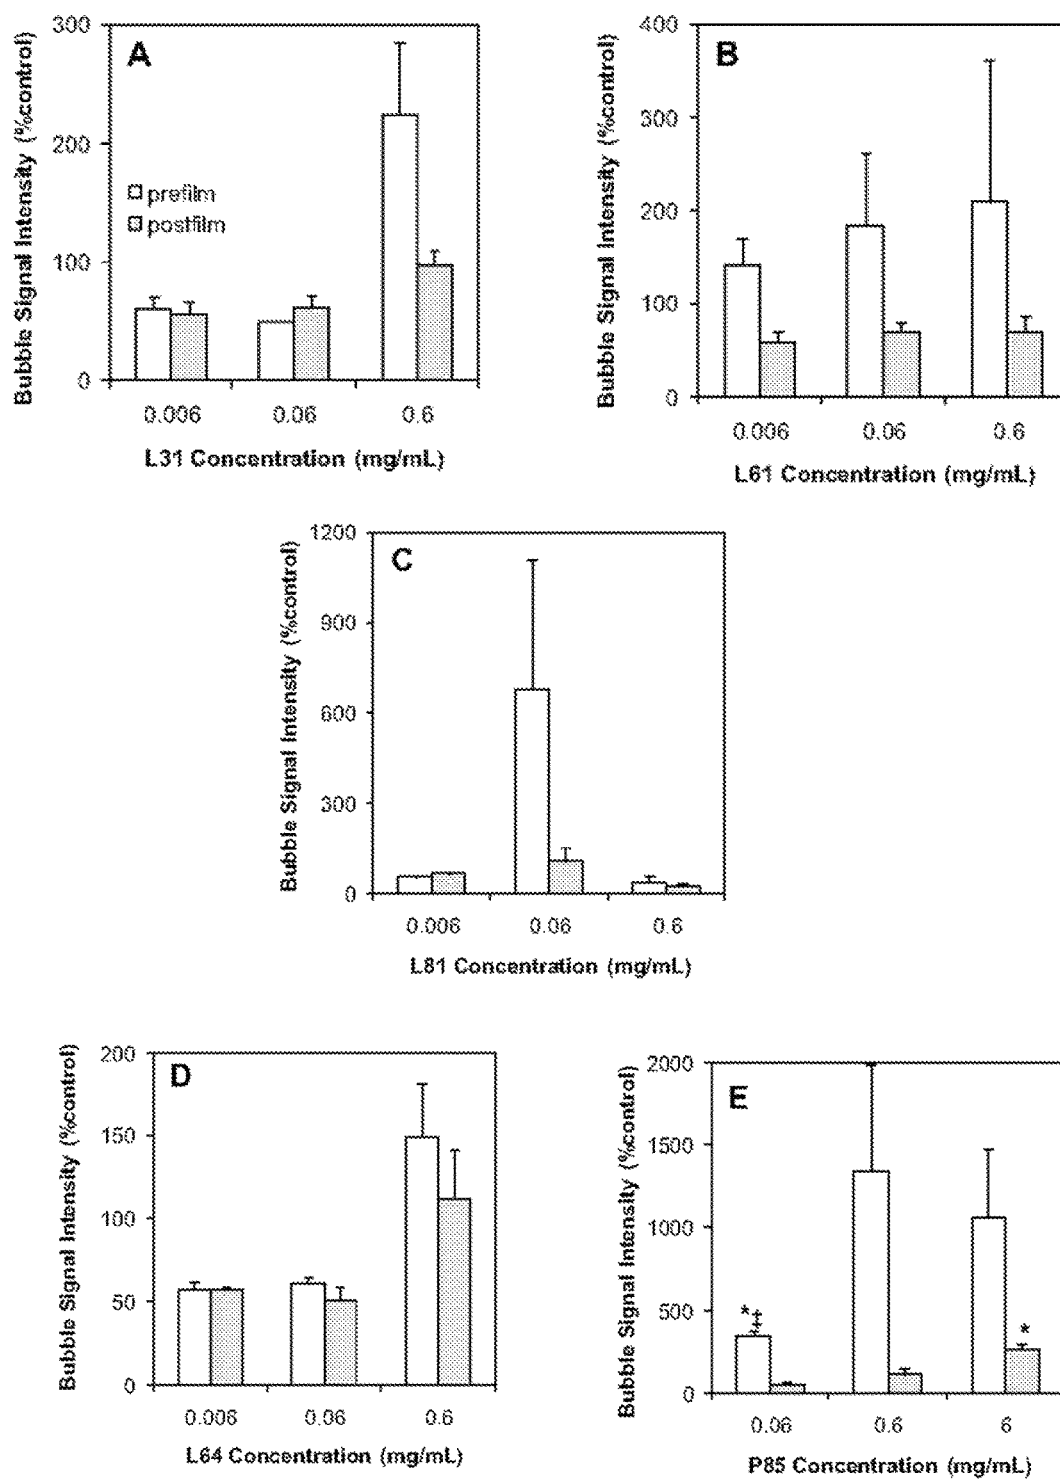 A
Bubble Signal Intensity (%control)
300
200
100
0
prefilm
postfilm
0.006
0.06
0.6
L31 Concentration (mg/mL)
B
Bubble Signal Intensity (%control)
400
300
200
100
0
0.006
0.06
0.6
L61 Concentration (mg/mL)
C
Bubble Signal Intensity (%control)
1200
900
600
300
0
0.006
0.06
0.6
L81 Concentration (mg/mL)
D
Bubble Signal Intensity (%control)
200
150
100
50
0
0.006
0.06
0.6
L64 Concentration (mg/mL)
E
Bubble Signal Intensity (%control)
2000
1500
1000
500
0
*‡
*
0.06
0.6
6
P85 Concentration (mg/mL)